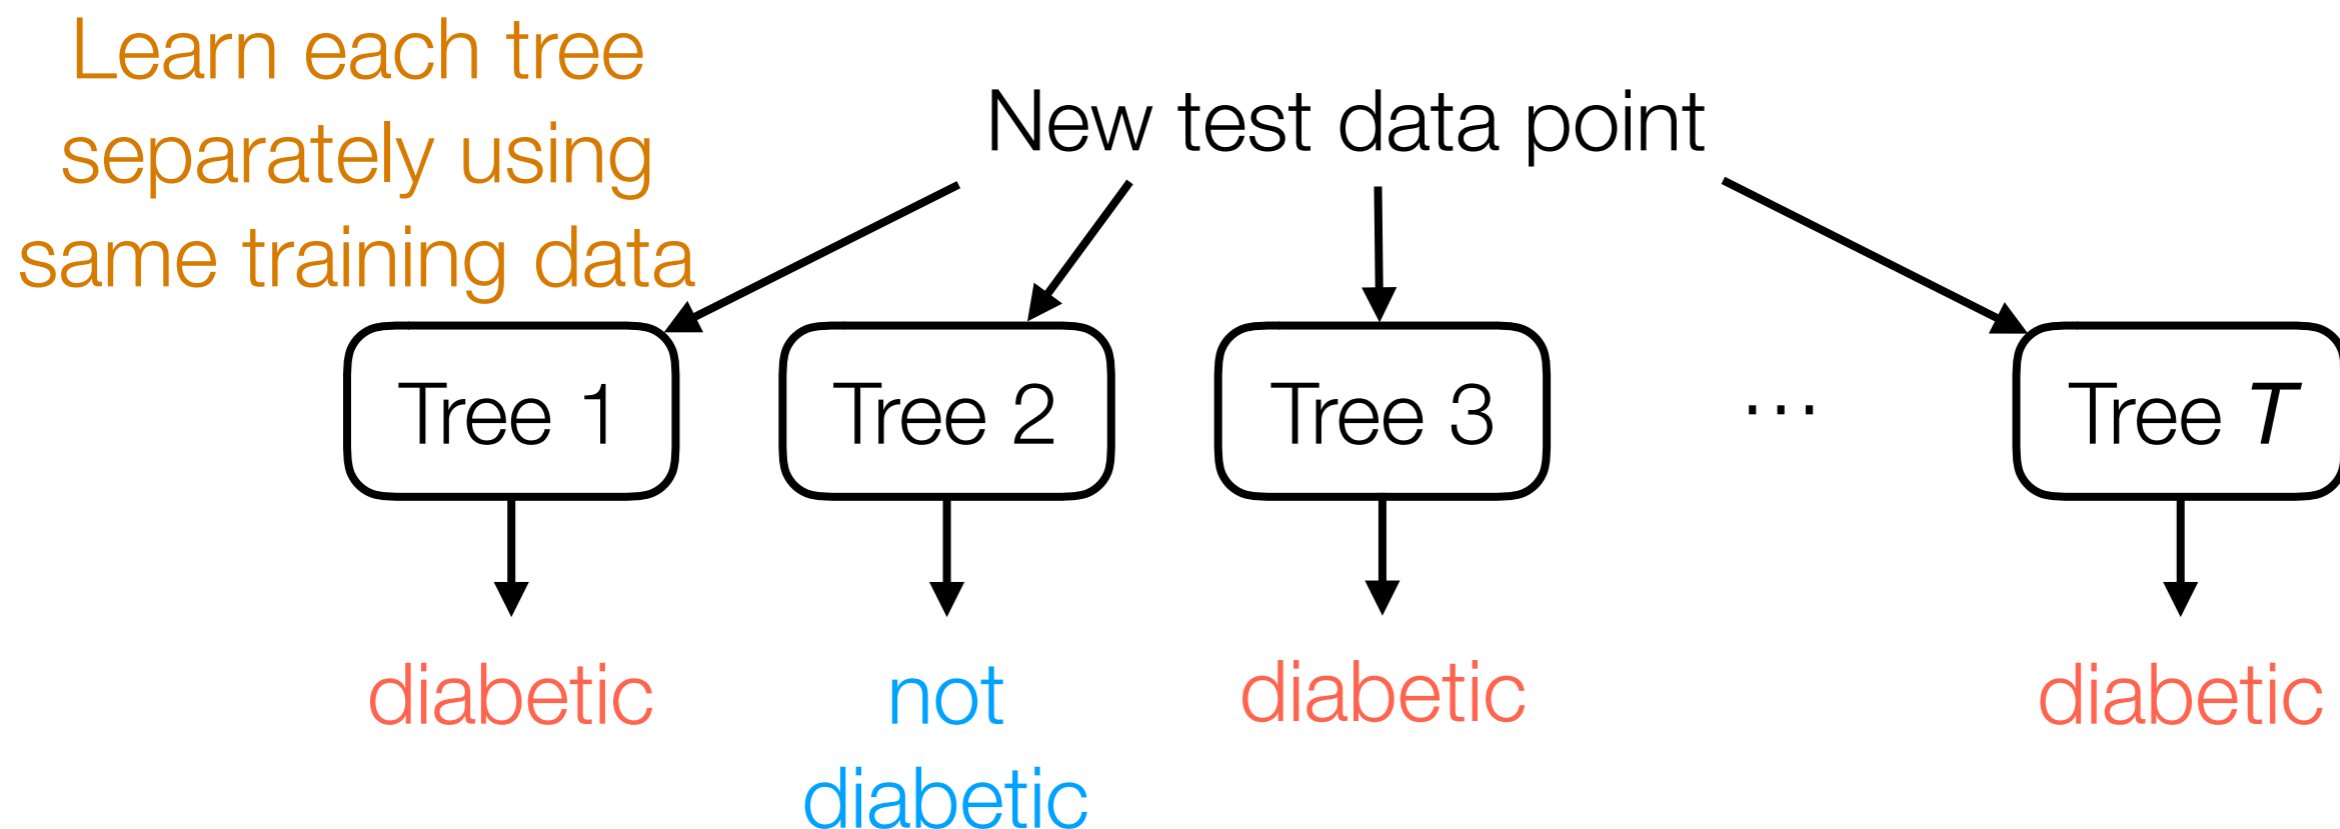 Learn each tree
separately using
same training data
New test data point
Tree 1
Tree 2
Tree 3
...
Tree T
diabetic
not
diabetic
diabetic
diabetic